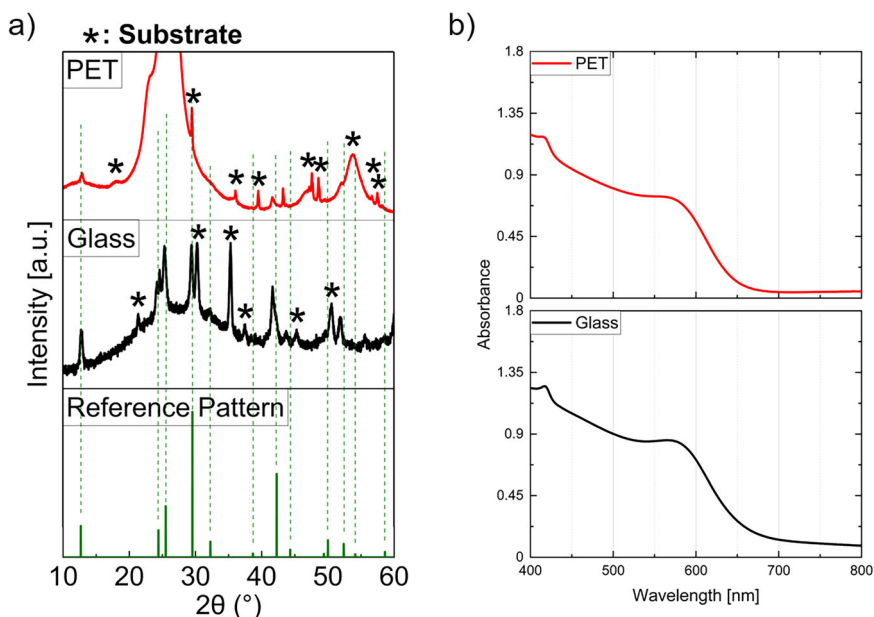 a)
*: Substrate
PET
Glass
Reference Pattern
Intensity [a.u.]
10 20 30 40 50 60
2θ (°)
b)
1.8
PET
1.35
0.9
0.45
0
1.8
Glass
1.35
0.9
0.45
0
Absorbance
400 500 600 700 800
Wavelength [nm]